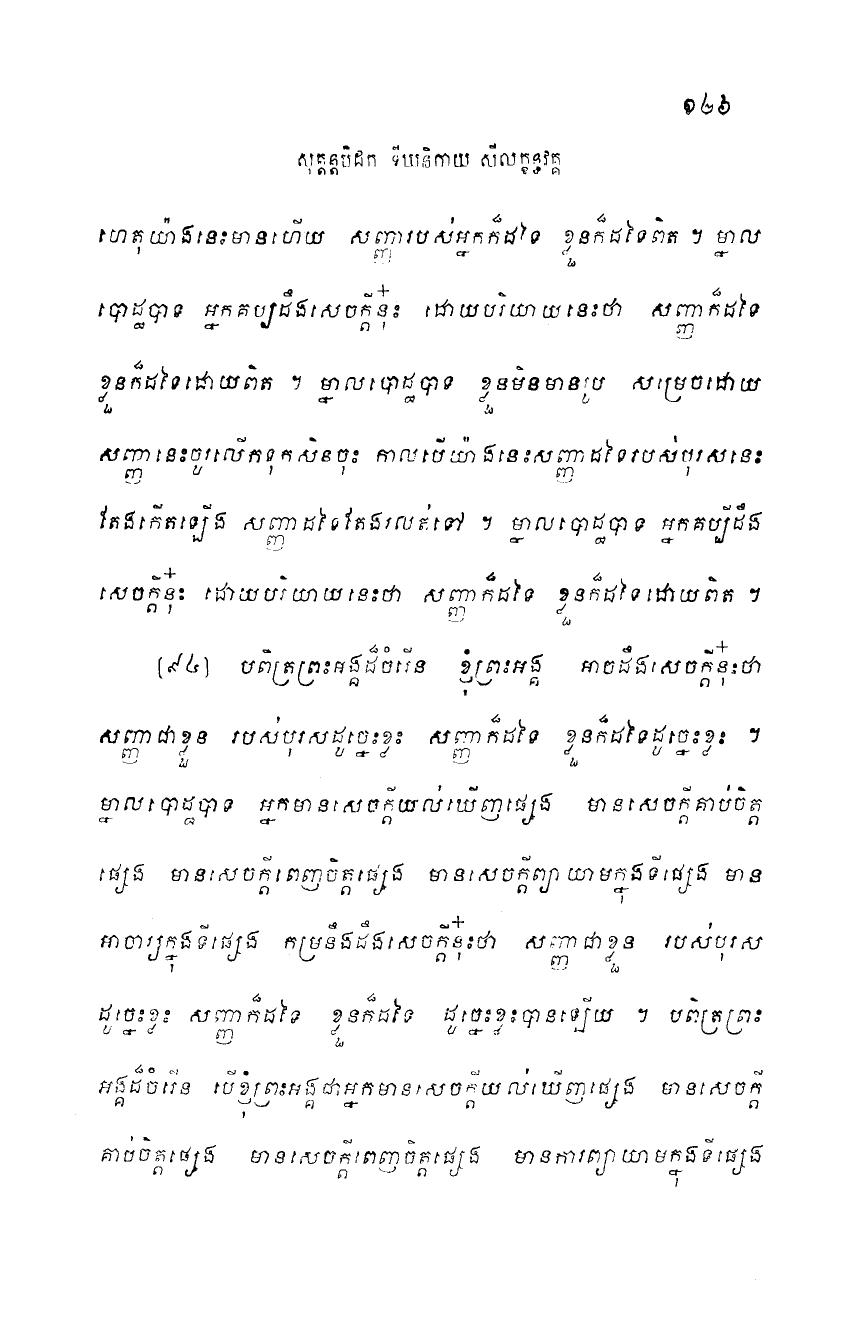 ១៤៦
សុត្តន្តបិដក ទីឃនិកាយ សីលក្ខន្ធវគ្គ
ហេតុយ៉ាងនេះមានហើយ សញ្ញារបស់អ្នកក៏ដទៃ ខ្លួនក៏ដទៃពិត ។ ម្នាល
បោដ្ឋបាទ អ្នកគប្បដឹងសេចក្តីនុ៎ះ ដោយបរិយាយនេះថា សញ្ញាក៏ដទៃ
ខ្លួនក៏ដទៃដោយពិត ។ ម្នាលបោដ្ឋបាទ ខ្លួនមិនមានរូប សម្រេចដោយ
សញ្ញានេះចូរលើកទុកសិនចុះ កាលបើយ៉ាងនេះសញ្ញាដទៃរបស់បុរសនេះ
តែងកើតឡើង សញ្ញាដទៃតែងរលត់ទៅ ។ ម្នាលបោដ្ឋបាទ អ្នកគប្បីដឹង
សេចក្តីនុ៎ះ ដោយបរិយាយនេះថា សញ្ញាក៏ដទៃ ខ្លួនក៏ដទៃដោយពិត ។
[៩៤] បពិត្រព្រះអង្គដ៏ចំរើន ខ្ញុំព្រះអង្គ អាចដឹងសេចក្តីនុ៎ះថា
សញ្ញាជាខ្លួន របស់បុរសដូច្នេះខ្លះ សញ្ញាក៏ដទៃ ខ្លួនក៏ដទៃដូច្នេះខ្លះ ។
ម្នាលបោដ្ឋបាទ អ្នកមានសេចក្តីយល់ឃើញផ្សេង មានសេចក្តីគាប់ចិត្ត
ផ្សេង មានសេចក្តីពេញចិត្តផ្សេង មានសេចក្តីព្យាយាមក្នុងទីផ្សេង មាន
អាចារ្យក្នុងទីផ្សេង កម្រនឹងដឹងសេចក្តីនុ៎ះថា សញ្ញាជាខ្លួន របស់បុរស
ដូច្នេះខ្លះ សញ្ញាក៏ដទៃ ខ្លួនក៏ដទៃ ដូច្នេះខ្លះបានឡើយ ។ បពិត្រព្រះ
អង្គដ៏ចំរើន បើខ្ញុំព្រះអង្គជាអ្នកមានសេចក្តីយល់ឃើញផ្សេង មានសេចក្តី
គាប់ចិត្តផ្សេង មានសេចក្តីពេញចិត្តផ្សេង មានការព្យាយាមក្នុងទីផ្សេង